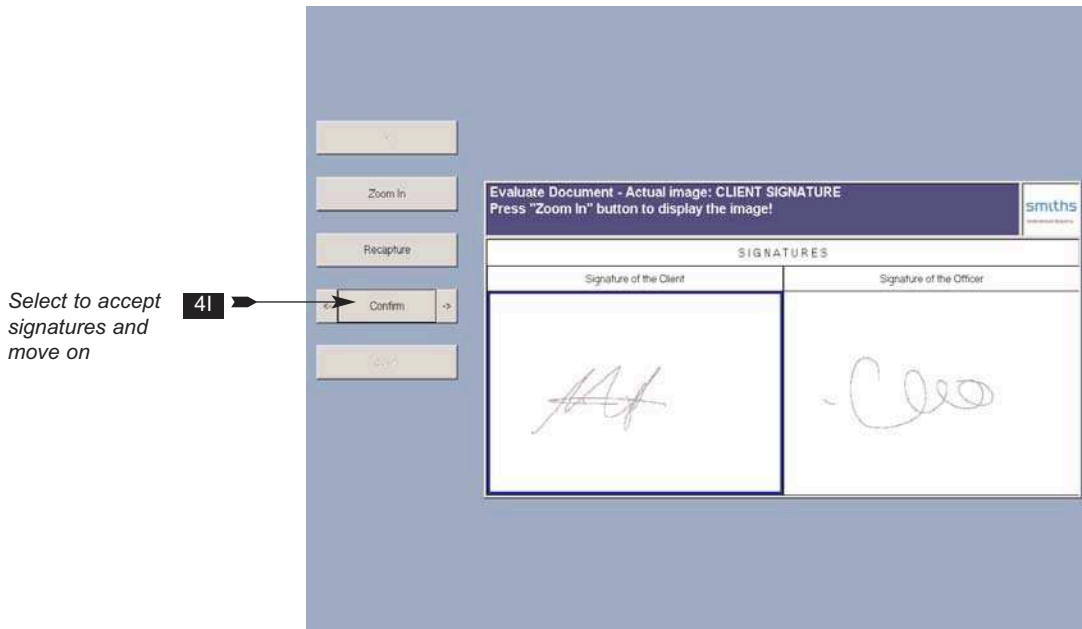 Zoom In
Evaluate Document - Actual image: CLIENT SIGNATURE
Press "Zoom In" button to display the image!
smiths
Recapture
SIGNATURES
Signature of the Client
Signature of the Officer
Select to accept
signatures and
move on
4I
<- Confirm ->